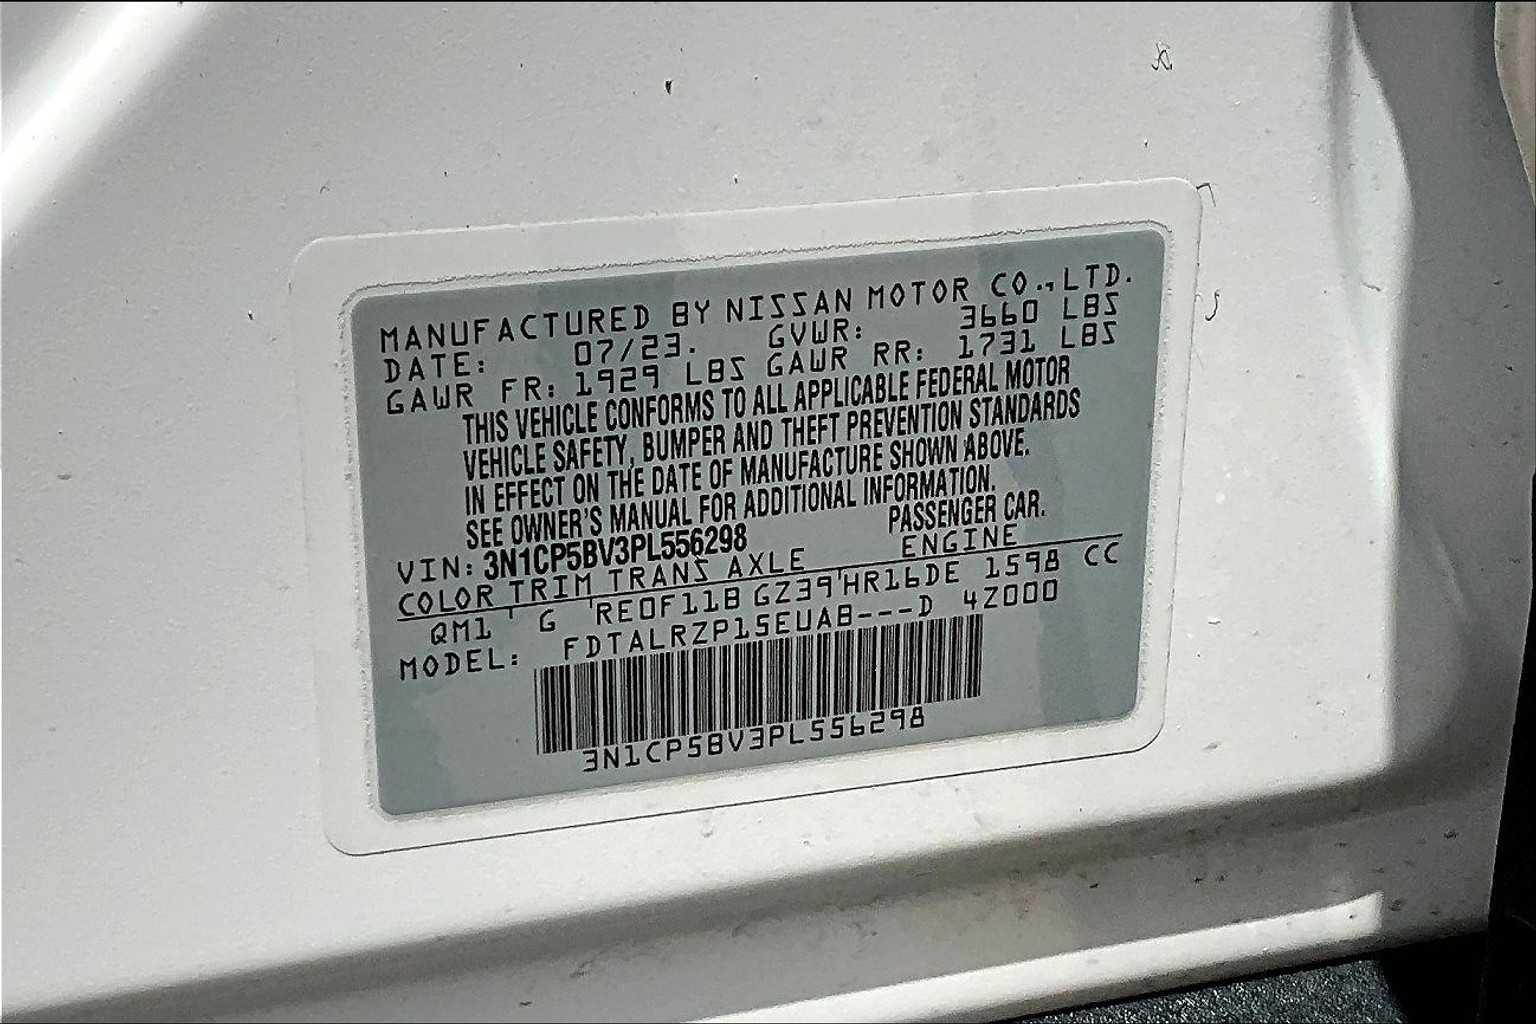 MANUFACTURED BY NISSAN MOTOR CO.,LTD.
DATE: 07/23. GVWR: 3660 LBS
GAWR FR: 1929 LBS GAWR RR: 1731 LBS
THIS VEHICLE CONFORMS TO ALL APPLICABLE FEDERAL MOTOR
VEHICLE SAFETY, BUMPER AND THEFT PREVENTION STANDARDS
IN EFFECT ON THE DATE OF MANUFACTURE SHOWN ABOVE.
SEE OWNER'S MANUAL FOR ADDITIONAL INFORMATION.
VIN: 3N1CP5BV3PL556298 PASSENGER CAR.
COLOR TRIM TRANS AXLE ENGINE
QM1 ' G 'RE0F11B GZ39'HR16DE 1598 CC
MODEL: FDTALRZP15EUAB---D 4Z000
3N1CP5BV3PL556298